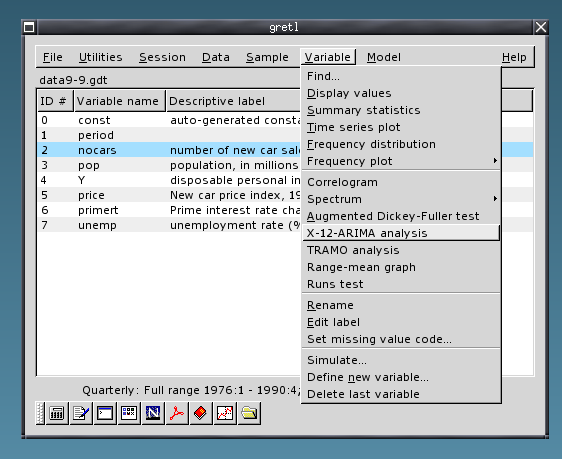 gretl
File Utilities Session Data Sample Variable Model Help
data9-9.gdt
ID # Variable name Descriptive label
0 const auto-generated consta
1 period
2 nocars number of new car sal
3 pop population, in millions
4 Y disposable personal in
5 price New car price index, 19
6 primert Prime interest rate cha
7 unemp unemployment rate (%
Quarterly: Full range 1976:1 - 1990:4;
Find...
Display values
Summary statistics
Time series plot
Frequency distribution
Frequency plot
Correlogram
Spectrum
Augmented Dickey-Fuller test
X-12-ARIMA analysis
TRAMO analysis
Range-mean graph
Runs test
Rename
Edit label
Set missing value code...
Simulate...
Define new variable...
Delete last variable